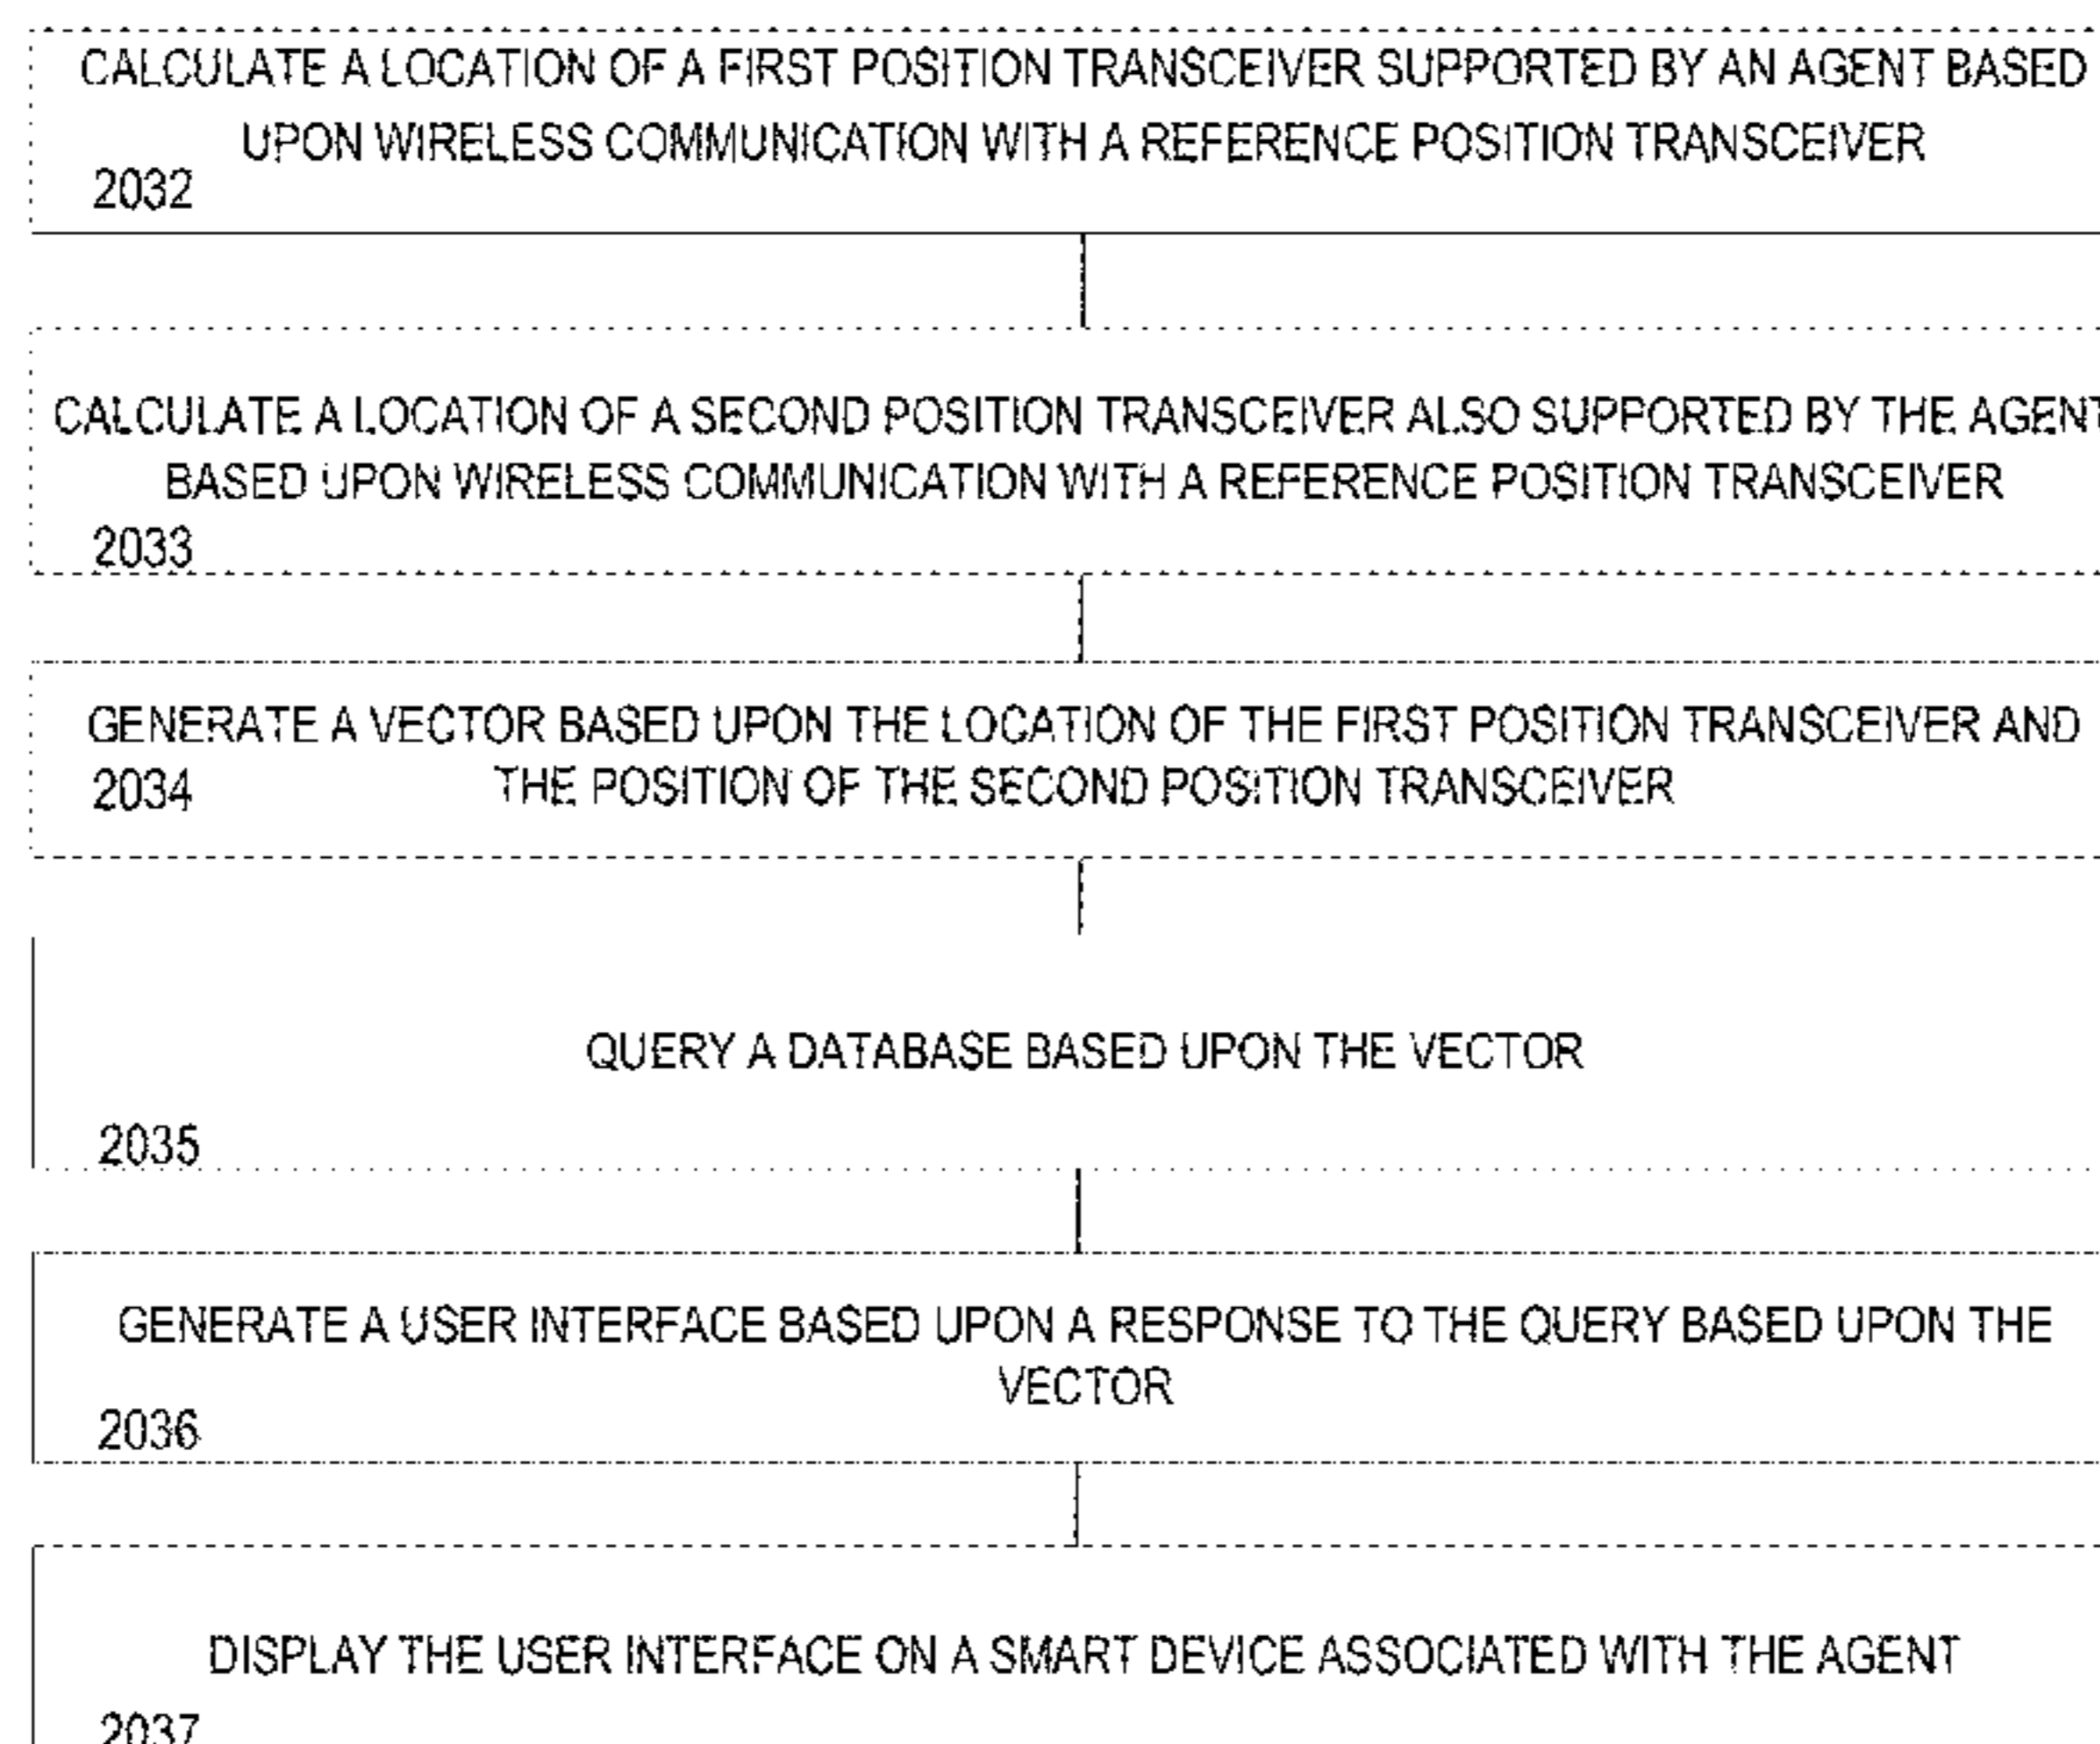 CALCULATE A LOCATION OF A FIRST POSITION TRANSCEIVER SUPPORTED BY AN AGENT BASED
UPON WIRELESS COMMUNICATION WITH A REFERENCE POSITION TRANSCEIVER
2032
CALCULATE A LOCATION OF A SECOND POSITION TRANSCEIVER ALSO SUPPORTED BY THE AGENT
BASED UPON WIRELESS COMMUNICATION WITH A REFERENCE POSITION TRANSCEIVER
2033
GENERATE A VECTOR BASED UPON THE LOCATION OF THE FIRST POSITION TRANSCEIVER AND
2034 THE POSITION OF THE SECOND POSITION TRANSCEIVER
QUERY A DATABASE BASED UPON THE VECTOR
2035
GENERATE A USER INTERFACE BASED UPON A RESPONSE TO THE QUERY BASED UPON THE
VECTOR
2036
DISPLAY THE USER INTERFACE ON A SMART DEVICE ASSOCIATED WITH THE AGENT
2037